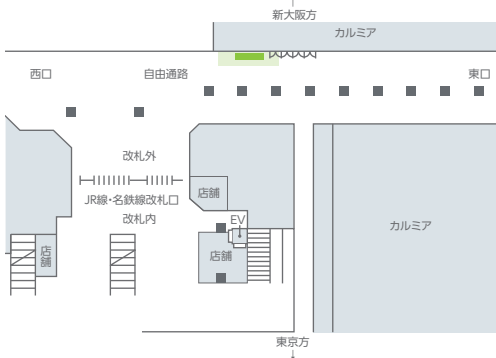 新大阪方
カルミア
西口
自由通路
東口
改札外
JR線・名鉄線改札口
改札内
店舗
EV
店舗
店舗
カルミア
東京方